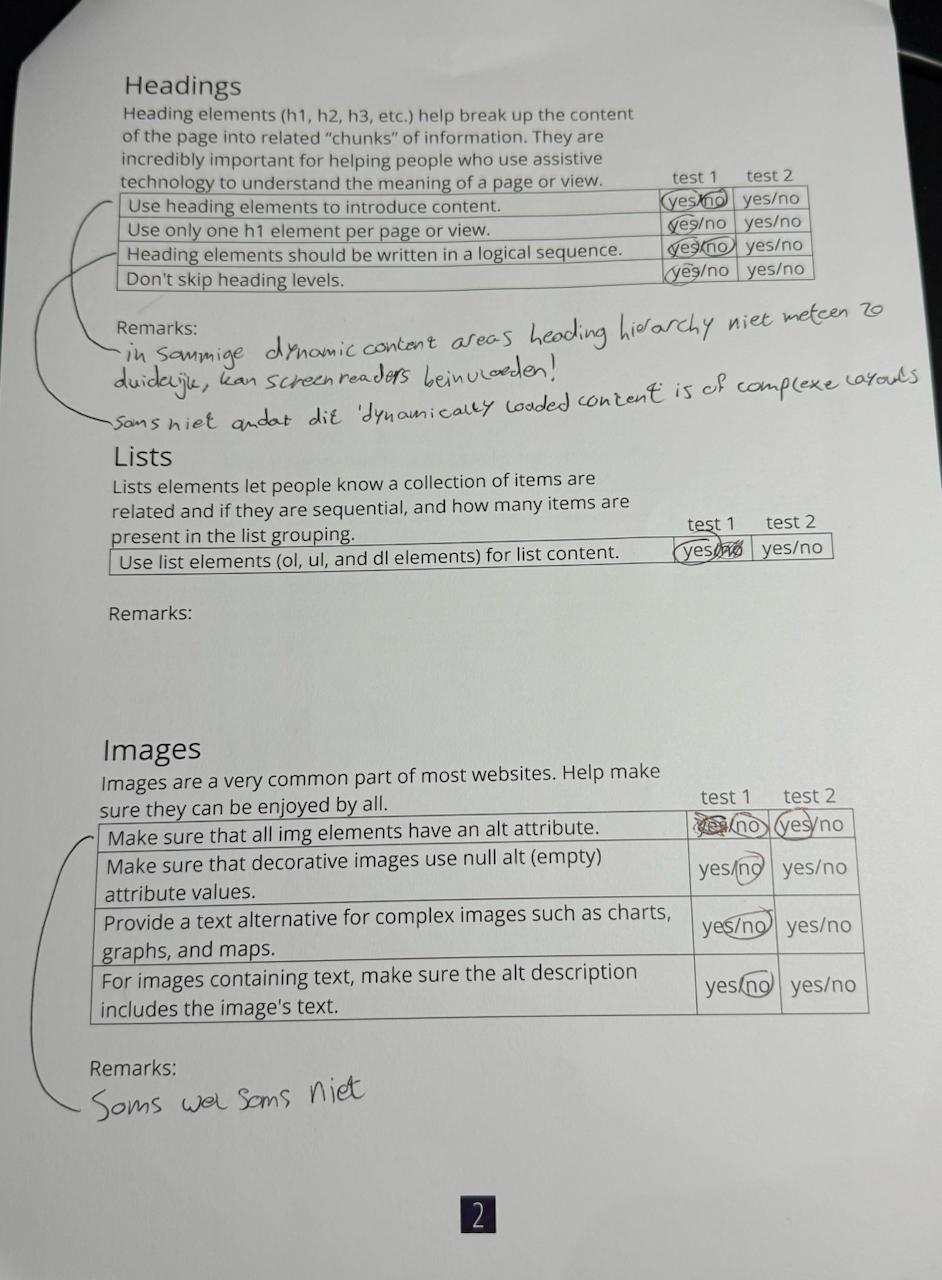 Headings
Heading elements (h1, h2, h3, etc.) help break up the content
of the page into related “chunks” of information. They are
incredibly important for helping people who use assistive
technology to understand the meaning of a page or view.
test 1 test 2
Use heading elements to introduce content. yes/no yes/no
Use only one h1 element per page or view. yes/no yes/no
Heading elements should be written in a logical sequence. yes/no yes/no
Don't skip heading levels. yes/no yes/no
Remarks:
in sommige dynamic content areas heading hierarchy niet meteen zo
duidelijk, kan screenreaders beinvloeden!
soms niet omdat dit 'dynamically loaded content' is of complexe layouts
Lists
Lists elements let people know a collection of items are
related and if they are sequential, and how many items are
present in the list grouping.
test 1 test 2
Use list elements (ol, ul, and dl elements) for list content. yes/no yes/no
Remarks:
Images
Images are a very common part of most websites. Help make
sure they can be enjoyed by all.
test 1 test 2
Make sure that all img elements have an alt attribute. yes/no yes/no
Make sure that decorative images use null alt (empty)
attribute values. yes/no yes/no
Provide a text alternative for complex images such as charts,
graphs, and maps. yes/no yes/no
For images containing text, make sure the alt description
includes the image's text. yes/no yes/no
Remarks:
Soms wel soms niet
2